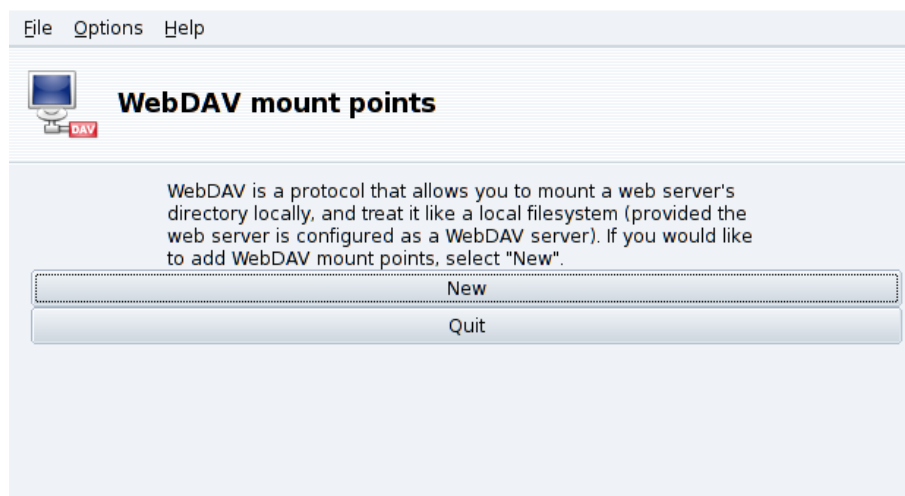 File Options Help
DAV
WebDAV mount points
WebDAV is a protocol that allows you to mount a web server's
directory locally, and treat it like a local filesystem (provided the
web server is configured as a WebDAV server). If you would like
to add WebDAV mount points, select "New".
New
Quit